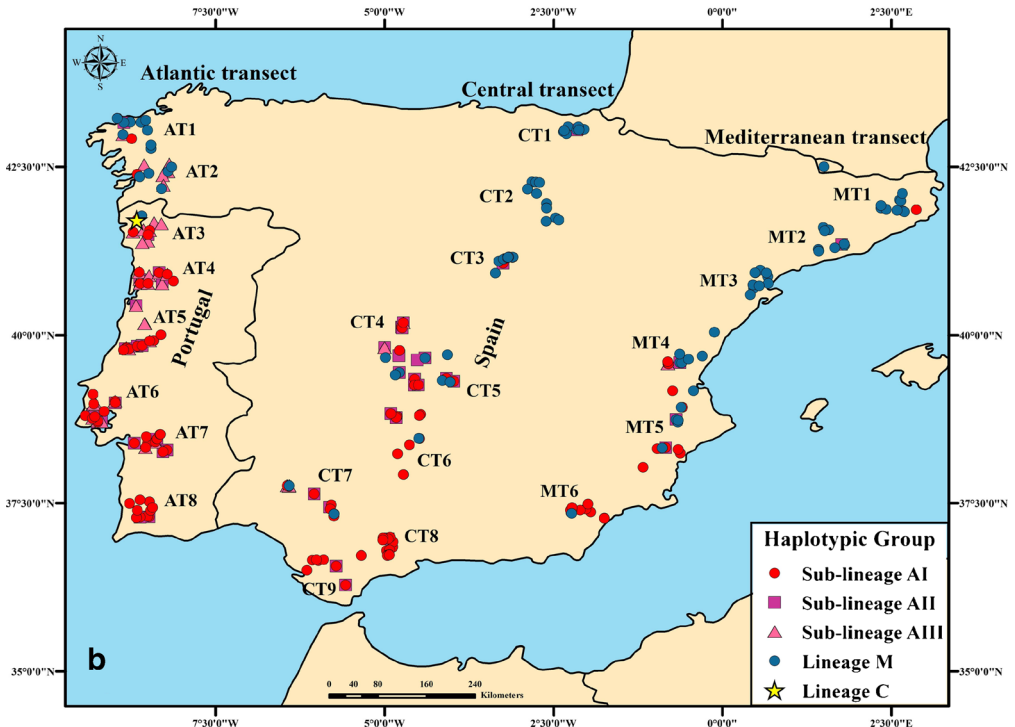 7°30'0"W 5°0'0"W 2°30'0"W 0°0'0" 2°30'0"E
N
W E
S
Atlantic transect
Central transect
Mediterranean transect
42°30'0"N 42°30'0"N
40°0'0"N 40°0'0"N
37°30'0"N 37°30'0"N
35°0'0"N 35°0'0"N
AT1
AT2
AT3
AT4
AT5
AT6
AT7
AT8
Portugal
CT1
CT2
CT3
CT4
CT5
CT6
CT7
CT8
CT9
Spain
MT1
MT2
MT3
MT4
MT5
MT6
Haplotypic Group
Sub-lineage AI
Sub-lineage AII
Sub-lineage AIII
Lineage M
Lineage C
b
0 40 80 160 240
Kilometers
7°30'0"W 5°0'0"W 2°30'0"W 0°0'0" 2°30'0"E